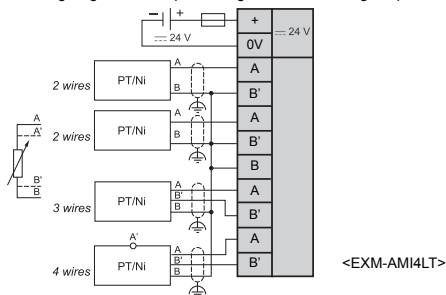 +
24 V
+
0V
24 V
2 wires
PT/Ni
A
B
A
B'
2 wires
PT/Ni
A
B
A
B'
B
A
A'
B'
B
3 wires
PT/Ni
A
B'
B
A
B'
4 wires
A'
PT/Ni
A
B'
B
A
B'
<EXM-AMI4LT>